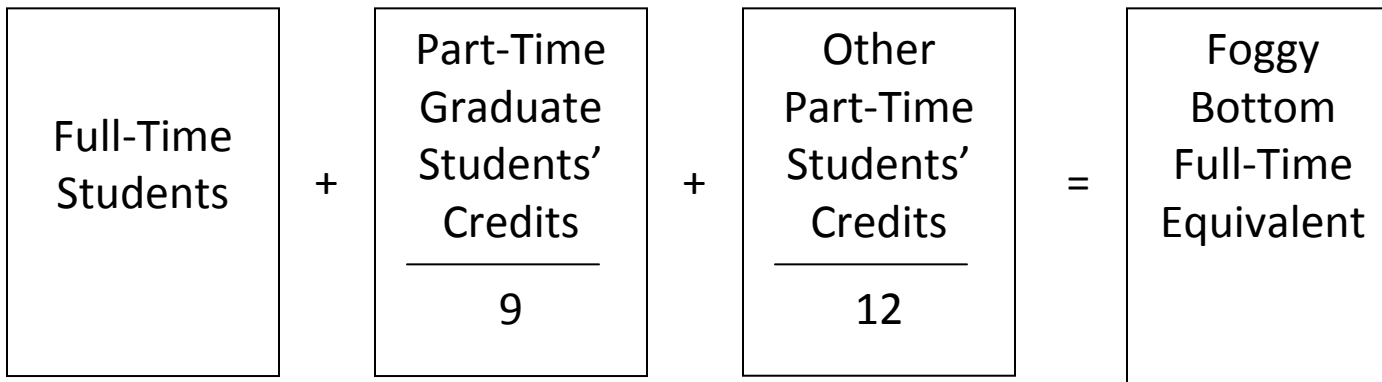 Full-Time
Students
+
Part-Time
Graduate
Students’
Credits
9
+
Other
Part-Time
Students’
Credits
12
=
Foggy
Bottom
Full-Time
Equivalent